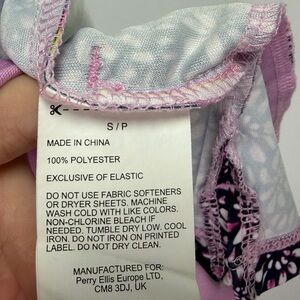 S / P
MADE IN CHINA
100% POLYESTER
EXCLUSIVE OF ELASTIC
DO NOT USE FABRIC SOFTENERS
OR DRYER SHEETS. MACHINE
WASH COLD WITH LIKE COLORS.
NON-CHLORINE BLEACH IF
NEEDED. TUMBLE DRY LOW. COOL
IRON. DO NOT IRON ON PRINTED
LABEL. DO NOT DRY CLEAN.
MANUFACTURED FOR:
Perry Ellis Europe LTD,
CM8 3DJ, UK